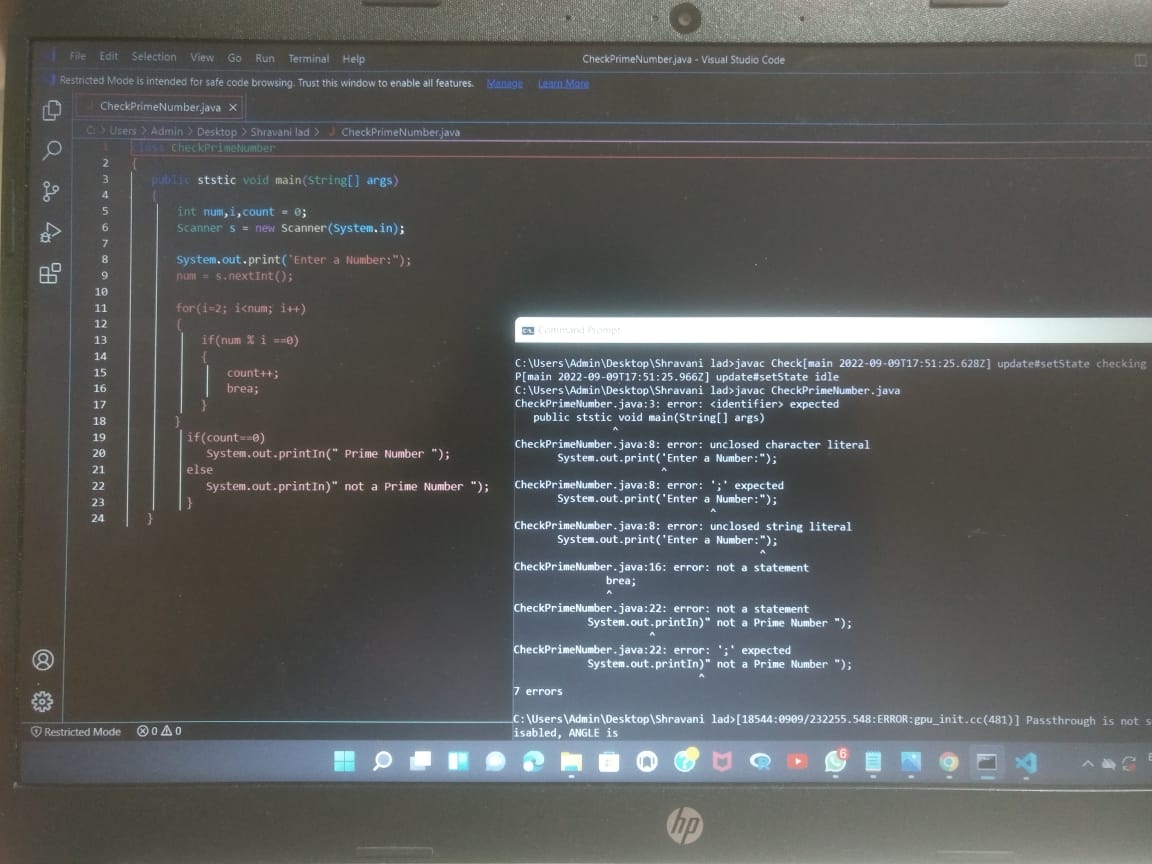 File Edit Selection View Go Run Terminal Help
CheckPrimeNumber.java - Visual Studio Code
Restricted Mode is intended for safe code browsing. Trust this window to enable all features. Manage Learn More
CheckPrimeNumber.java ×
C: > Users > Admin > Desktop > Shravani lad > J CheckPrimeNumber.java
1 class CheckPrimeNumber
2 {
3 public ststic void main(String[] args)
4 {
5 int num,i,count = 0;
6 Scanner s = new Scanner(System.in);
7
8 System.out.print('Enter a Number:");
9 num = s.nextInt();
10
11 for(i=2; i<num; i++)
12 {
13 if(num % i ==0)
14 {
15 count++;
16 brea;
17 }
18 }
19 if(count==0)
20 System.out.printIn(" Prime Number ");
21 else
22 System.out.printIn)" not a Prime Number ");
23 }
24 }
Command Prompt
C:\Users\Admin\Desktop\Shravani lad>javac Check[main 2022-09-09T17:51:25.628Z] update#setState checking
P[main 2022-09-09T17:51:25.966Z] update#setState idle
C:\Users\Admin\Desktop\Shravani lad>javac CheckPrimeNumber.java
CheckPrimeNumber.java:3: error: <identifier> expected
public ststic void main(String[] args)
^
CheckPrimeNumber.java:8: error: unclosed character literal
System.out.print('Enter a Number:");
^
CheckPrimeNumber.java:8: error: ';' expected
System.out.print('Enter a Number:");
^
CheckPrimeNumber.java:8: error: unclosed string literal
System.out.print('Enter a Number:");
^
CheckPrimeNumber.java:16: error: not a statement
brea;
^
CheckPrimeNumber.java:22: error: not a statement
System.out.printIn)" not a Prime Number ");
^
CheckPrimeNumber.java:22: error: ';' expected
System.out.printIn)" not a Prime Number ");
^
7 errors
C:\Users\Admin\Desktop\Shravani lad>[18544:0909/232255.548:ERROR:gpu_init.cc(481)] Passthrough is not s
isabled, ANGLE is
Restricted Mode 0 0
6
hp